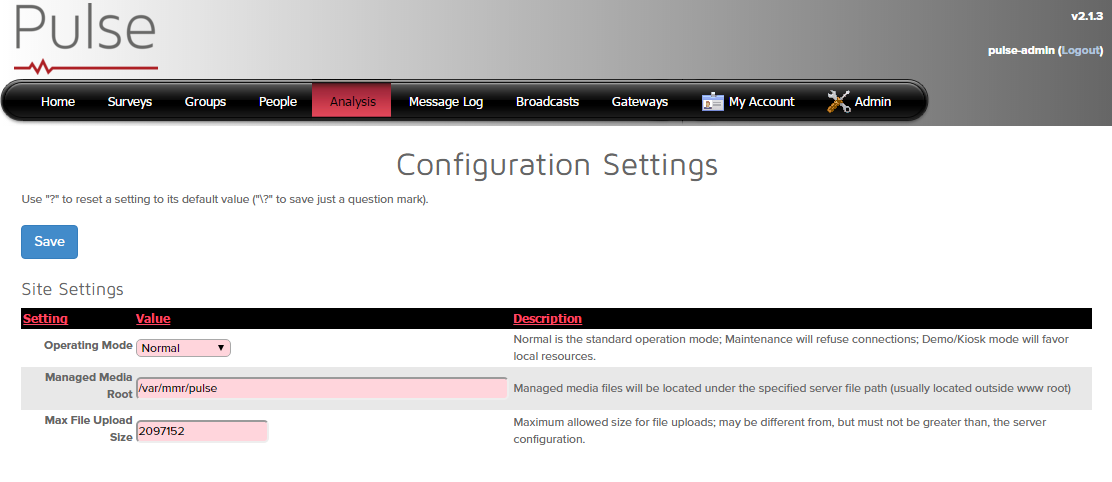 Pulse
v2.1.3
pulse-admin (Logout)
Home Surveys Groups People Analysis Message Log Broadcasts Gateways My Account Admin
Configuration Settings
Use "?" to reset a setting to its default value ("\?" to save just a question mark).
Save
Site Settings
Setting Value Description
Operating Mode Normal Normal is the standard operation mode; Maintenance will refuse connections; Demo/Kiosk mode will favor
local resources.
Managed Media
Root /var/mmr/pulse Managed media files will be located under the specified server file path (usually located outside www root)
Max File Upload
Size 2097152 Maximum allowed size for file uploads; may be different from, but must not be greater than, the server
configuration.